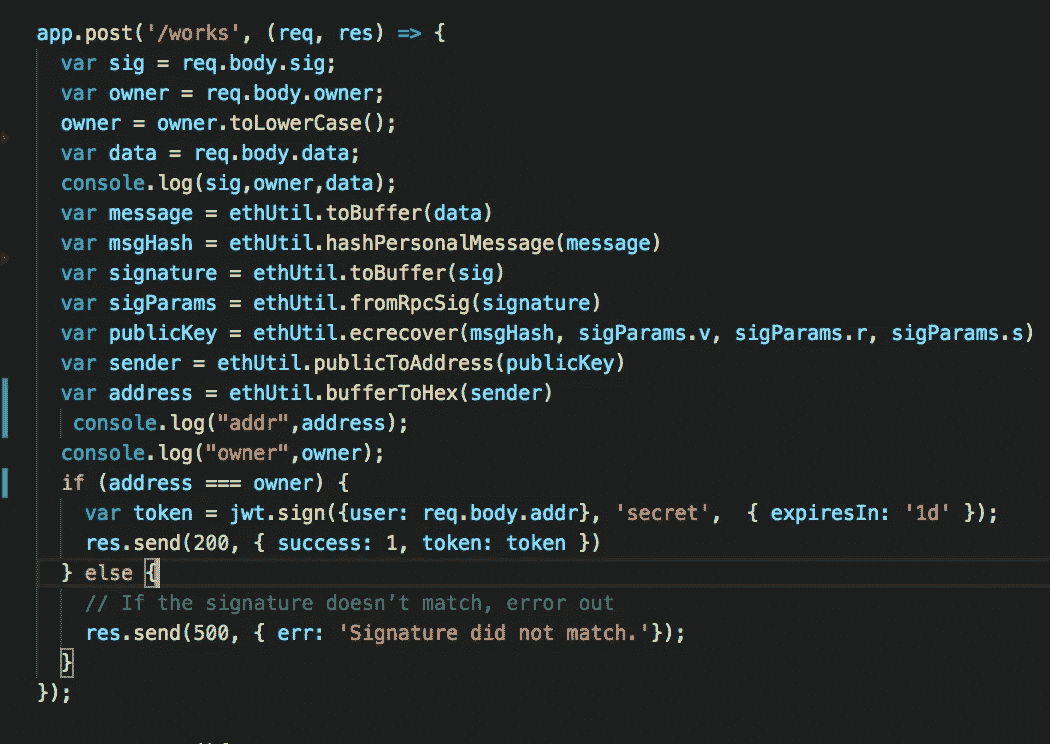 app.post('/works', (req, res) => {
var sig = req.body.sig;
var owner = req.body.owner;
owner = owner.toLowerCase();
var data = req.body.data;
console.log(sig,owner,data);
var message = ethUtil.toBuffer(data)
var msgHash = ethUtil.hashPersonalMessage(message)
var signature = ethUtil.toBuffer(sig)
var sigParams = ethUtil.fromRpcSig(signature)
var publicKey = ethUtil.ecrecover(msgHash, sigParams.v, sigParams.r, sigParams.s)
var sender = ethUtil.publicToAddress(publicKey)
var address = ethUtil.bufferToHex(sender)
console.log("addr",address);
console.log("owner",owner);
if (address === owner) {
var token = jwt.sign({user: req.body.addr}, 'secret',  { expiresIn: '1d' });
res.send(200, { success: 1, token: token })
} else {
// If the signature doesn’t match, error out
res.send(500, { err: 'Signature did not match.'});
}
});